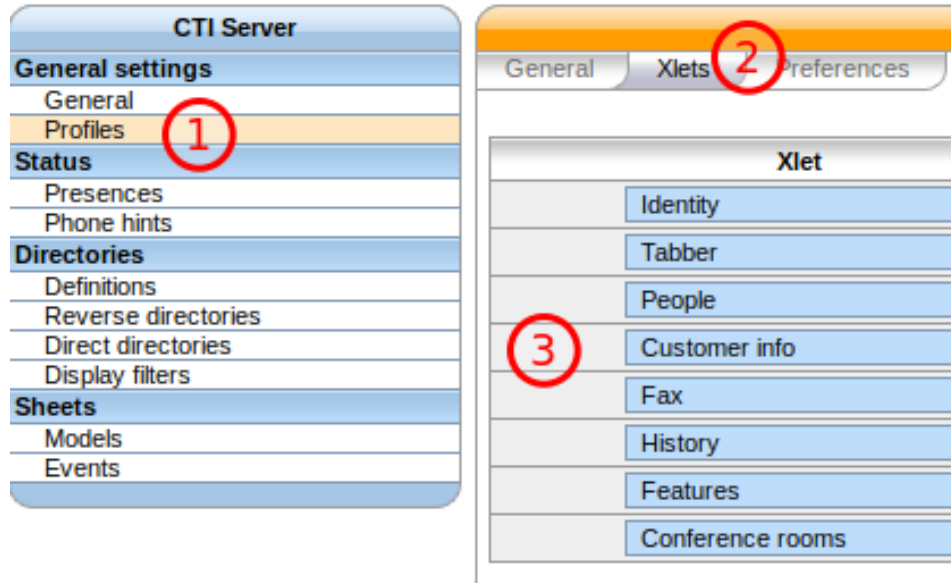 CTI Server
General settings
General
Profiles
1
Status
Presences
Phone hints
Directories
Definitions
Reverse directories
Direct directories
Display filters
Sheets
Models
Events
General Xlets 2 Preferences
Xlet
Identity
Tabber
People
3 Customer info
Fax
History
Features
Conference rooms